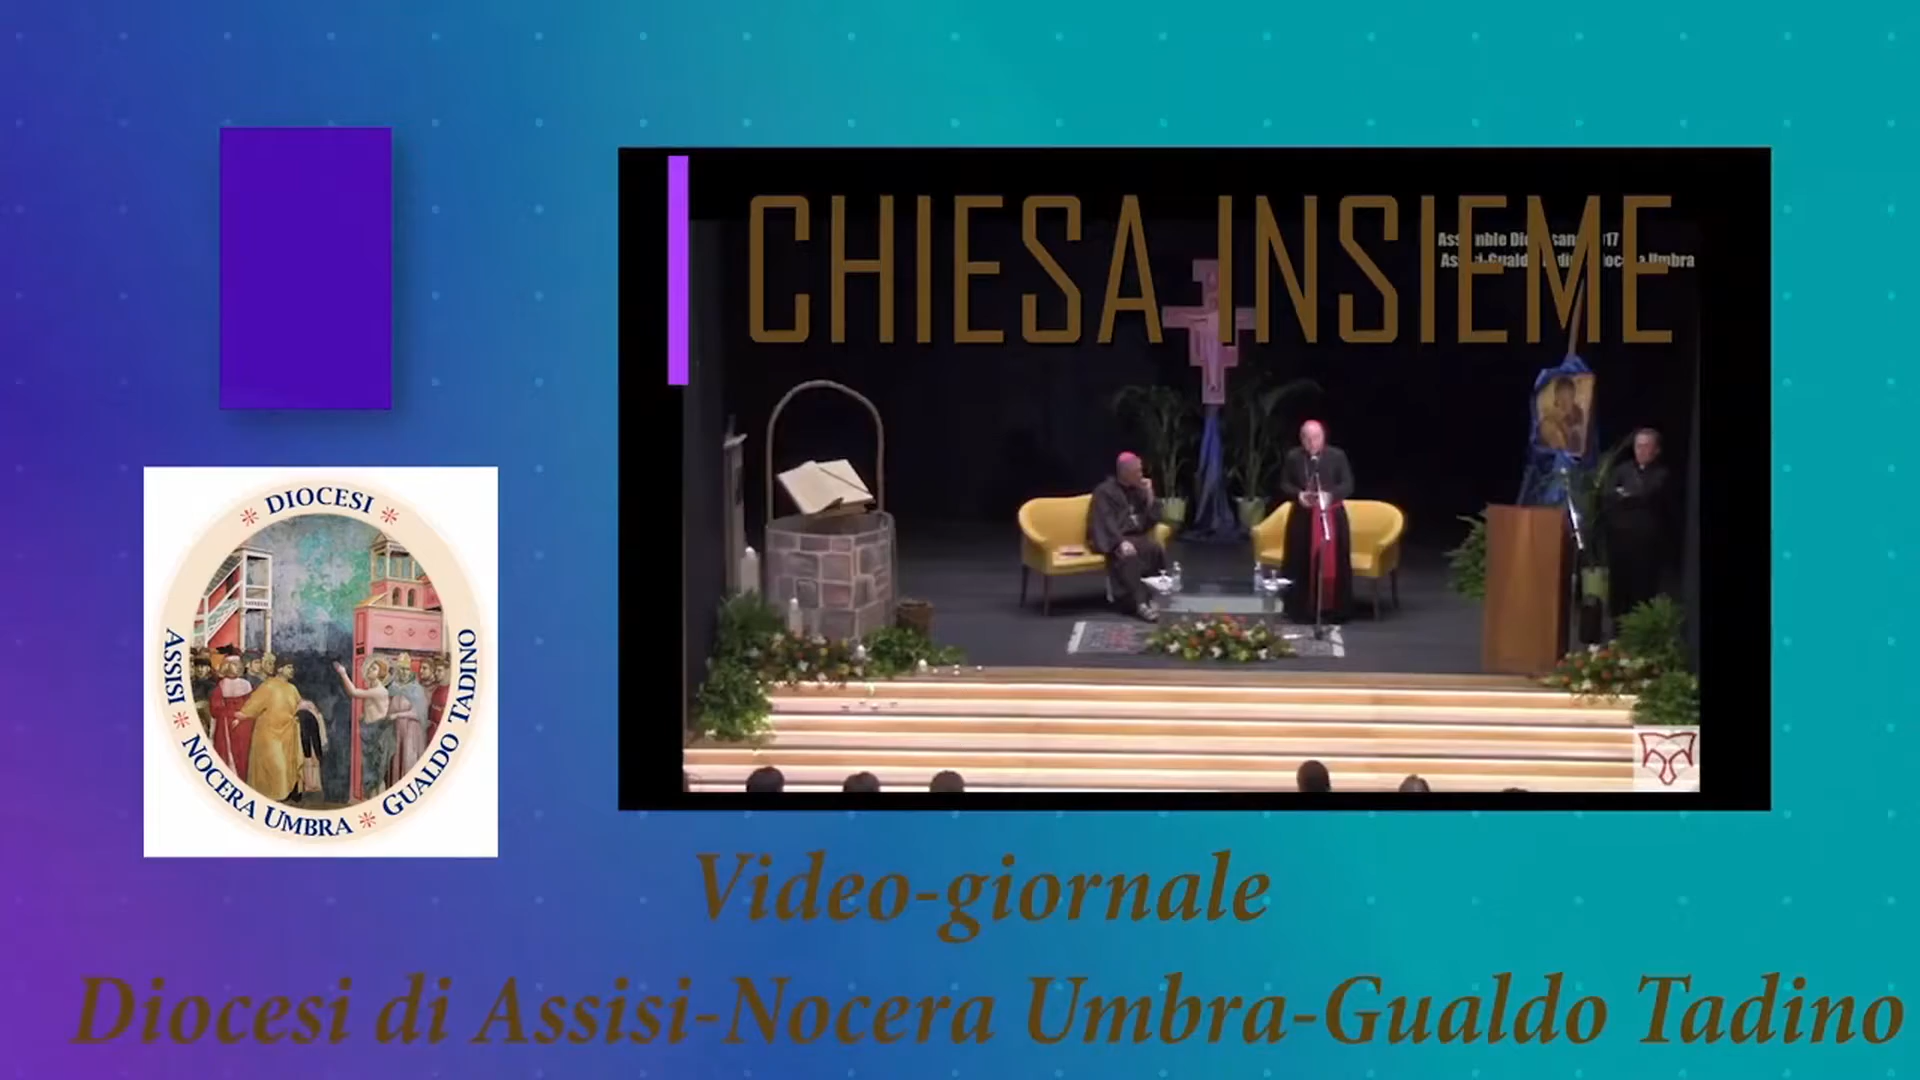 CHIESA INSIEME
DIOCESI
ASSISI * NOCERA UMBRA * GUALDO TADINO
Video-giornale
Diocesi di Assisi-Nocera Umbra-Gualdo Tadino